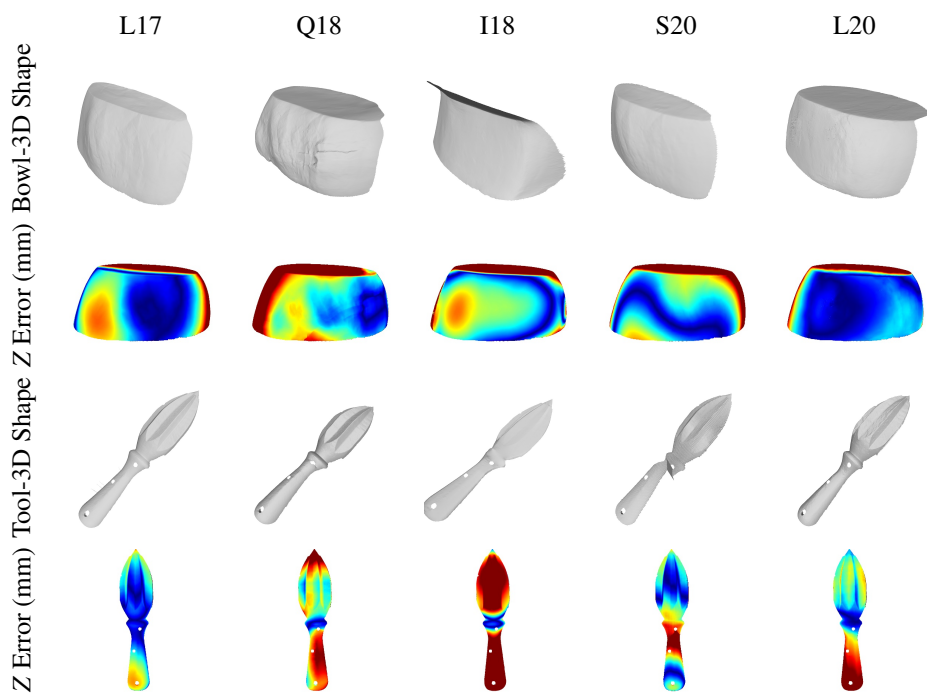 L17 Q18 I18 S20 L20
Bowl-3D Shape
Z Error (mm)
Tool-3D Shape
Z Error (mm)